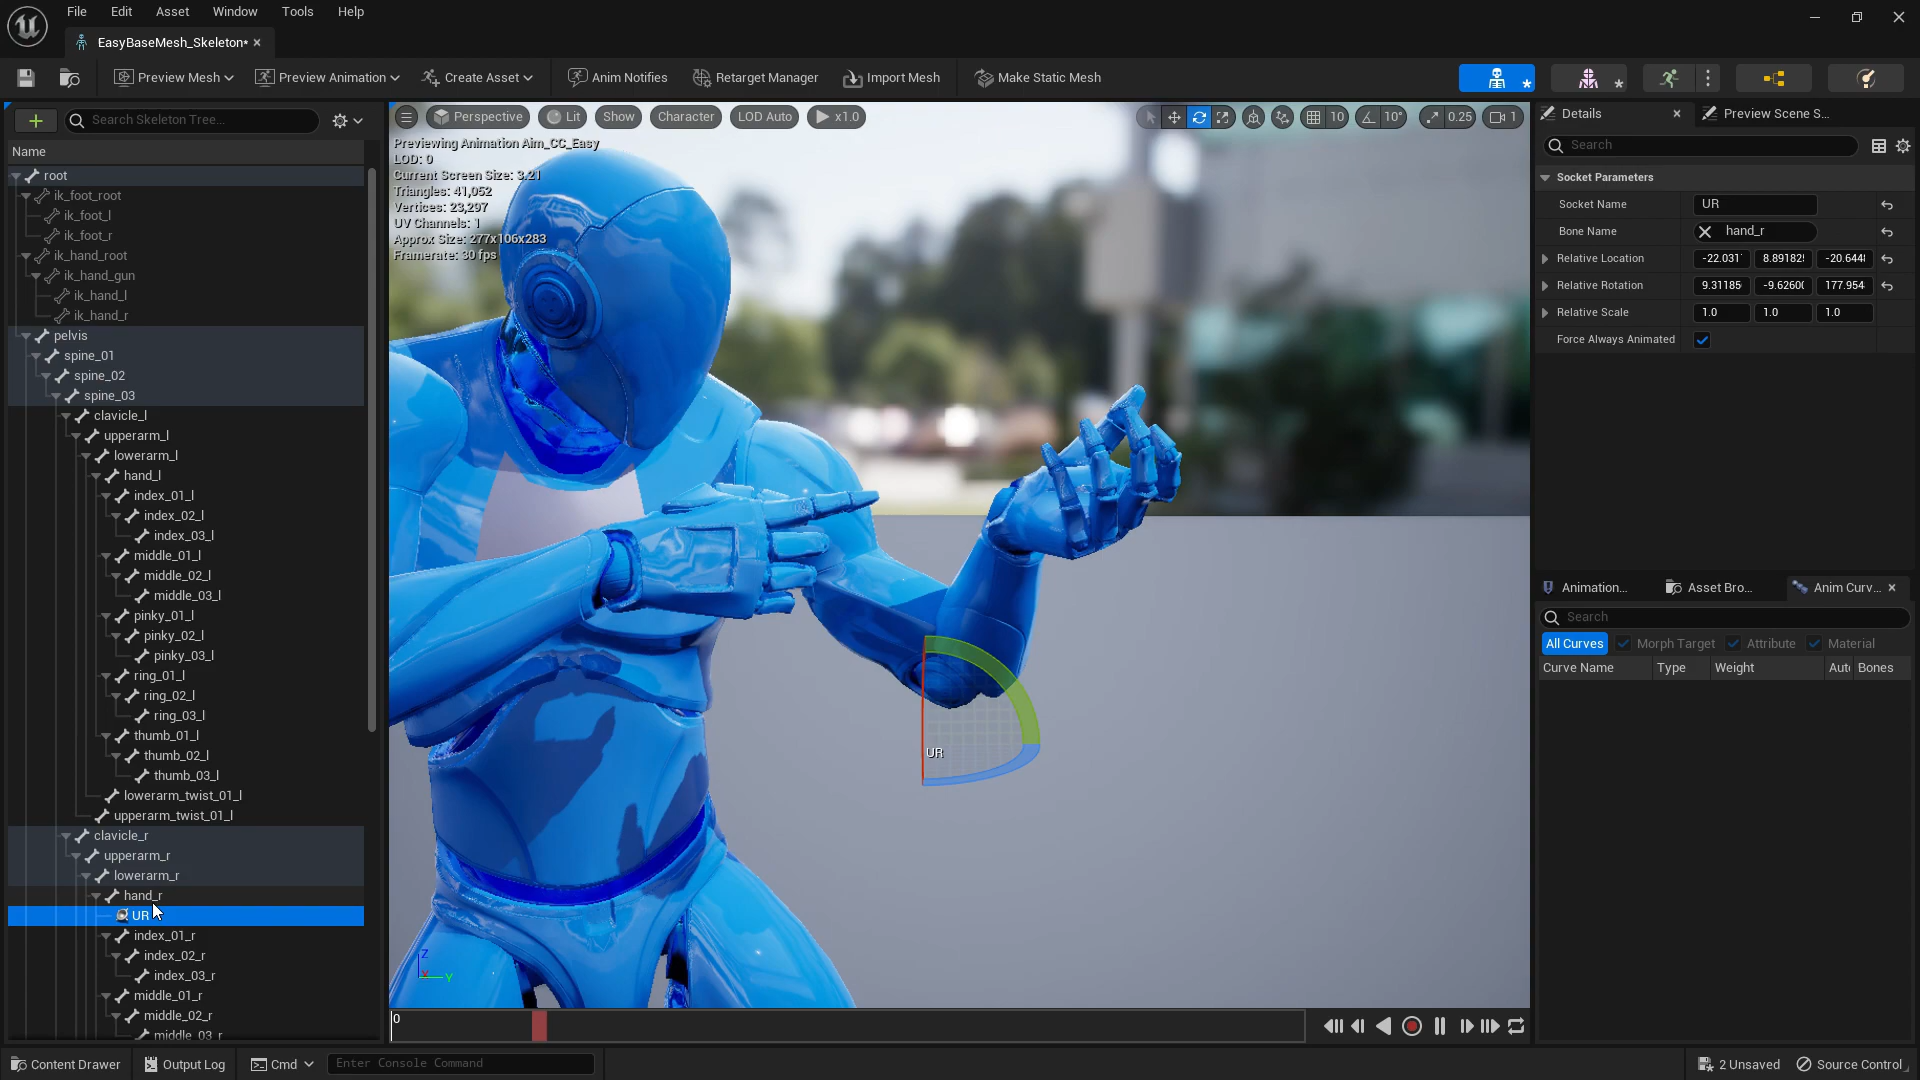 File Edit Asset Window Tools Help
EasyBaseMesh_Skeleton*
Preview Mesh Preview Animation Create Asset Anim Notifies Retarget Manager Import Mesh Make Static Mesh
Search Skeleton Tree...
Name
root
ik_foot_root
ik_foot_l
ik_foot_r
ik_hand_root
ik_hand_gun
ik_hand_l
ik_hand_r
pelvis
spine_01
spine_02
spine_03
clavicle_l
upperarm_l
lowerarm_l
hand_l
index_01_l
index_02_l
index_03_l
middle_01_l
middle_02_l
middle_03_l
pinky_01_l
pinky_02_l
pinky_03_l
ring_01_l
ring_02_l
ring_03_l
thumb_01_l
thumb_02_l
thumb_03_l
lowerarm_twist_01_l
upperarm_twist_01_l
clavicle_r
upperarm_r
lowerarm_r
hand_r
UR
index_01_r
index_02_r
index_03_r
middle_01_r
middle_02_r
middle_03_r
Perspective Lit Show Character LOD Auto x1.0 10 10° 0.25 1
Previewing Animation Aim_CC_Easy
LOD: 0
Current Screen Size: 3.21
Triangles: 41,052
Vertices: 23,297
UV Channels: 1
Approx Size: 277x106x283
Framerate: 30 fps
UR
Z
X Y
0
Details Preview Scene S...
Search
Socket Parameters
Socket Name UR
Bone Name hand_r
Relative Location -22.031 8.89182 -20.644
Relative Rotation 9.31185 -9.6260 177.954
Relative Scale 1.0 1.0 1.0
Force Always Animated
Animation... Asset Bro... Anim Curv...
Search
All Curves Morph Target Attribute Material
Curve Name Type Weight Aut Bones
Content Drawer Output Log Cmd Enter Console Command 2 Unsaved Source Control